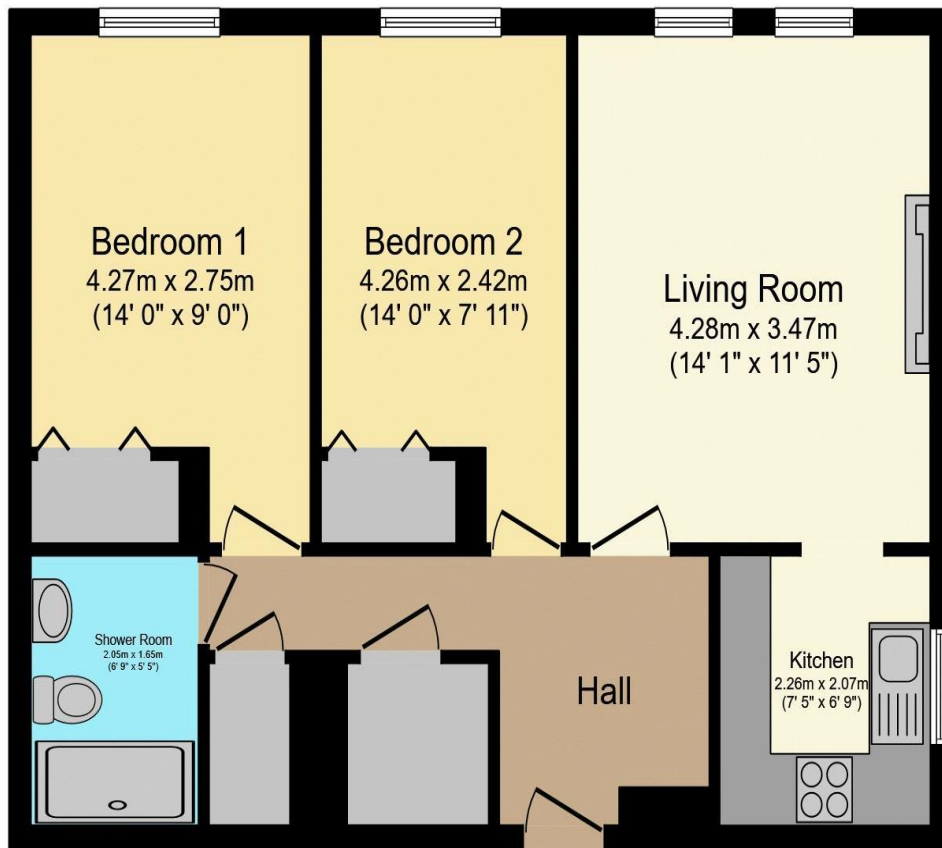 Bedroom 1
4.27m x 2.75m
(14' 0" x 9' 0")
Bedroom 2
4.26m x 2.42m
(14' 0" x 7' 11")
Living Room
4.28m x 3.47m
(14' 1" x 11' 5")
Shower Room
2.05m x 1.65m
(6' 9" x 5' 5")
Hall
Kitchen
2.26m x 2.07m
(7' 5" x 6' 9")